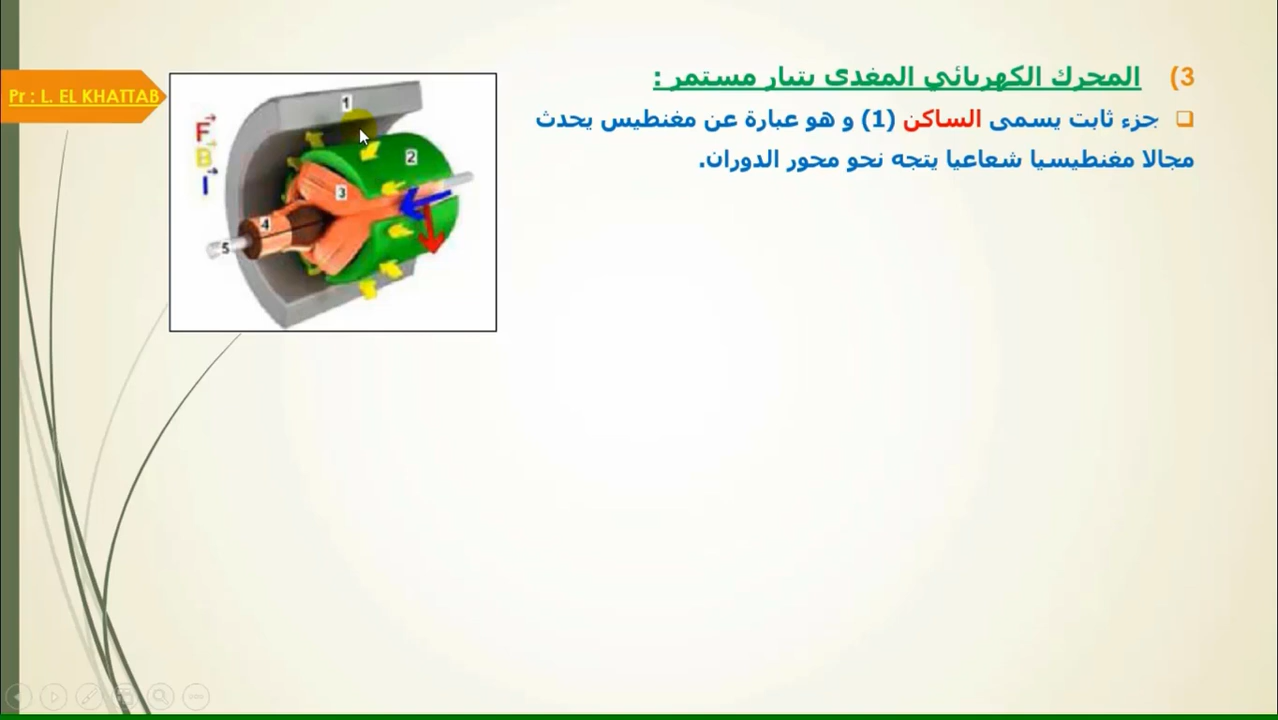 3) المحرك الكهربائي المغذى بتيار مستمر :
جزء ثابت يسمى الساكن (1) و هو عبارة عن مغنطيس يحدث
مجالا مغنطيسيا شعاعيا يتجه نحو محور الدوران.
Pr : L. EL KHATTAB
F
B
I
1
2
3
4
5